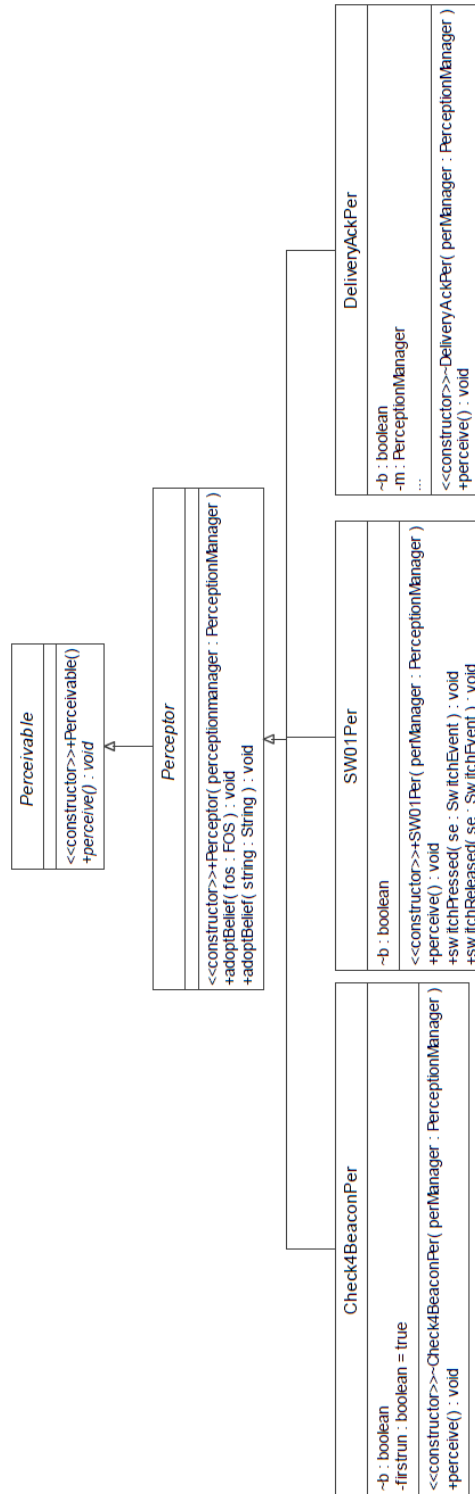 Perceivable
<<constructor>>+Perceivable()
+perceive() : void
Perceptor
<<constructor>>+Perceptor( perceptionmanager : PerceptionManager )
+adoptBelief( fos : FOS ) : void
+adoptBelief( string : String ) : void
Check4BeaconPer
~b : boolean
-firstrun : boolean = true
<<constructor>>~Check4BeaconPer( perManager : PerceptionManager )
+perceive() : void
SW01Per
~b : boolean
<<constructor>>+SW01Per( perManager : PerceptionManager )
+perceive() : void
+switchPressed( se : SwitchEvent ) : void
+switchReleased( se : SwitchEvent ) : void
DeliveryAckPer
~b : boolean
-m : PerceptionManager
...
<<constructor>>~DeliveryAckPer( perManager : PerceptionManager )
+perceive() : void